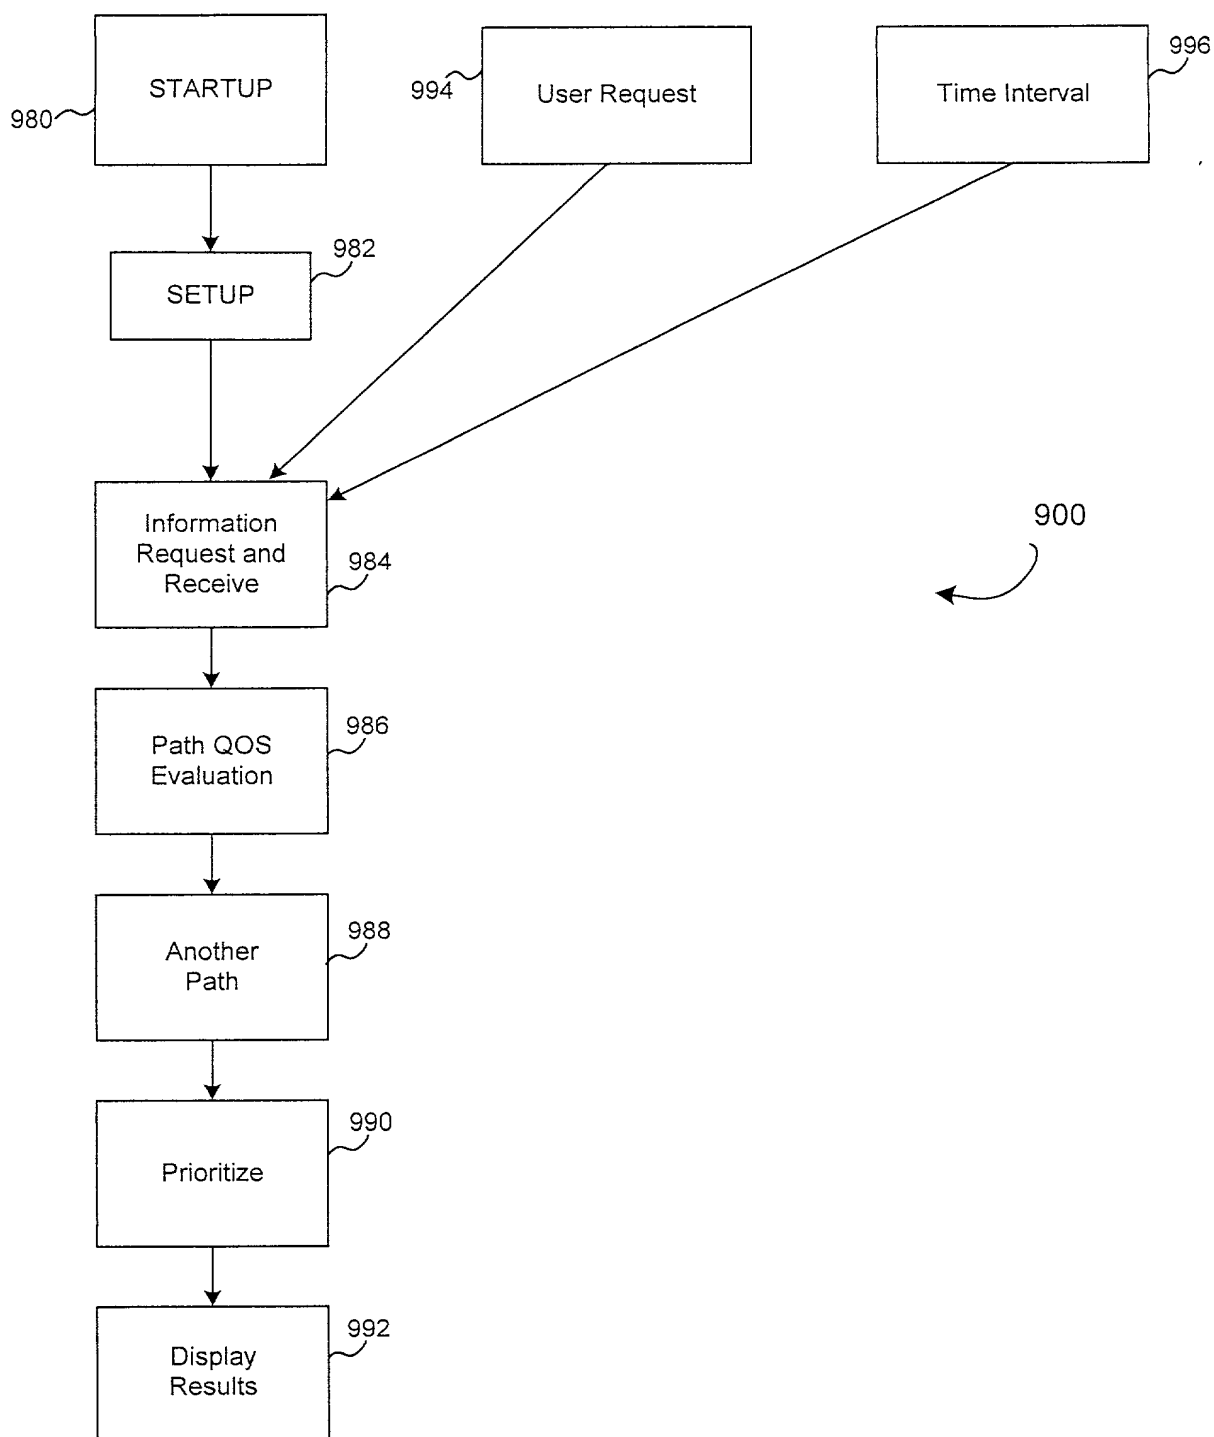 STARTUP
980
994
User Request
996
Time Interval
982
SETUP
Information
Request and
Receive
984
900
Path QOS
Evaluation
986
Another
Path
988
Prioritize
990
Display
Results
992